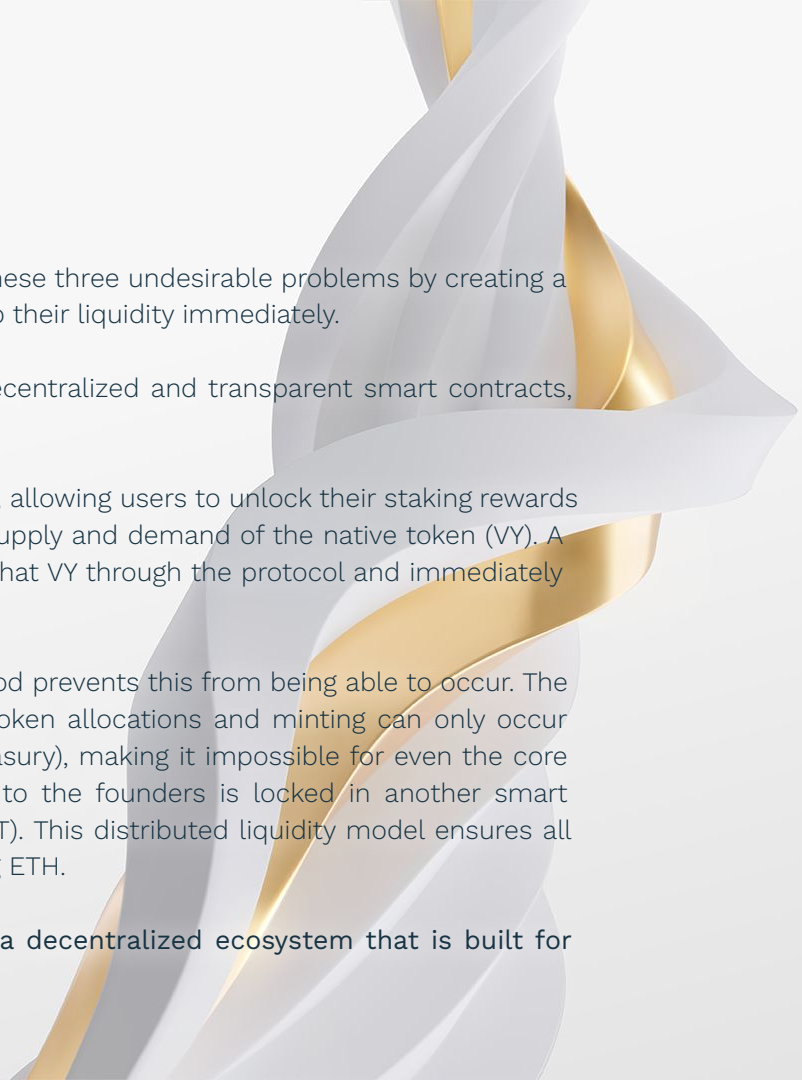 hese three undesirable problems by creating a
o their liquidity immediately.
ecentralized and transparent smart contracts,
, allowing users to unlock their staking rewards
upply and demand of the native token (VY). A
hat VY through the protocol and immediately
od prevents this from being able to occur. The
oken allocations and minting can only occur
asury), making it impossible for even the core
to the founders is locked in another smart
T). This distributed liquidity model ensures all
g ETH.
a decentralized ecosystem that is built for